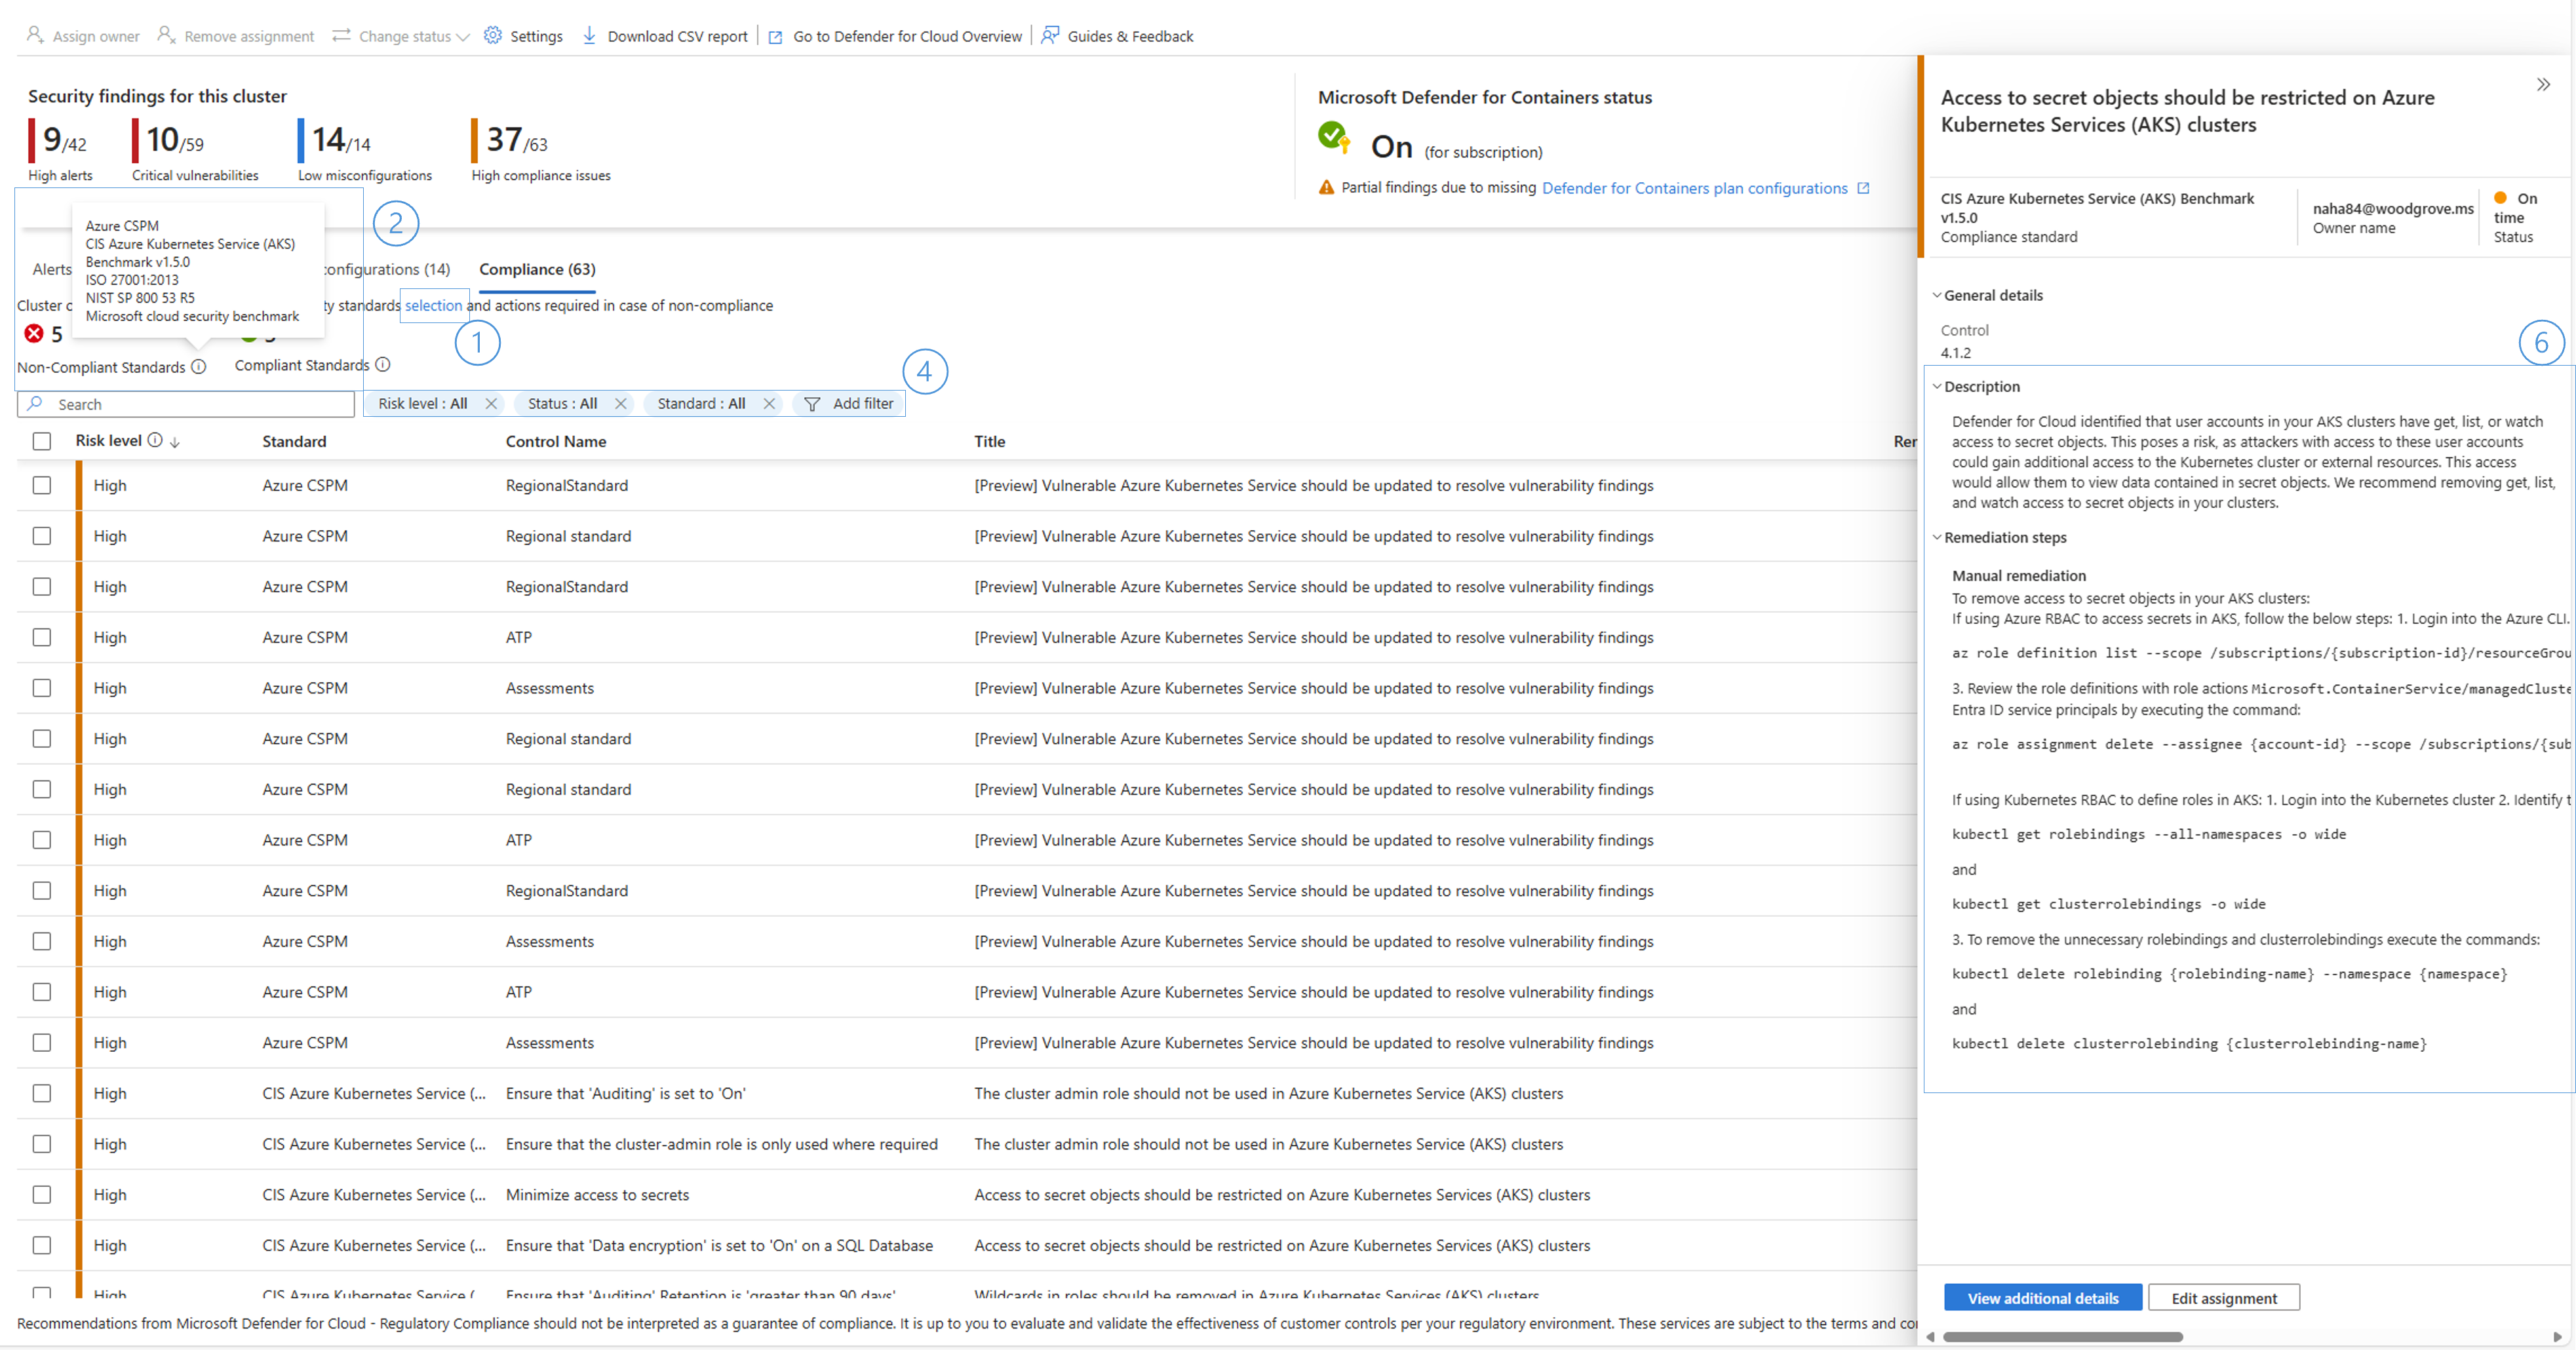 Assign owner Remove assignment Change status Settings Download CSV report Go to Defender for Cloud Overview Guides & Feedback
Security findings for this cluster
9/42
High alerts
10/59
Critical vulnerabilities
14/14
Low misconfigurations
37/63
High compliance issues
Microsoft Defender for Containers status
On (for subscription)
Partial findings due to missing Defender for Containers plan configurations
2
Azure CSPM
CIS Azure Kubernetes Service (AKS)
Benchmark v1.5.0
ISO 27001:2013
NIST SP 800 53 R5
Microsoft cloud security benchmark
Alerts configurations (14) Compliance (63)
Cluster c ty standards selection and actions required in case of non-compliance
1
5
Non-Compliant Standards
Compliant Standards
4
Search
Risk level : All Status : All Standard : All Add filter
Risk level Standard Control Name Title Rer
High Azure CSPM RegionalStandard [Preview] Vulnerable Azure Kubernetes Service should be updated to resolve vulnerability findings
High Azure CSPM Regional standard [Preview] Vulnerable Azure Kubernetes Service should be updated to resolve vulnerability findings
High Azure CSPM RegionalStandard [Preview] Vulnerable Azure Kubernetes Service should be updated to resolve vulnerability findings
High Azure CSPM ATP [Preview] Vulnerable Azure Kubernetes Service should be updated to resolve vulnerability findings
High Azure CSPM Assessments [Preview] Vulnerable Azure Kubernetes Service should be updated to resolve vulnerability findings
High Azure CSPM Regional standard [Preview] Vulnerable Azure Kubernetes Service should be updated to resolve vulnerability findings
High Azure CSPM Regional standard [Preview] Vulnerable Azure Kubernetes Service should be updated to resolve vulnerability findings
High Azure CSPM ATP [Preview] Vulnerable Azure Kubernetes Service should be updated to resolve vulnerability findings
High Azure CSPM RegionalStandard [Preview] Vulnerable Azure Kubernetes Service should be updated to resolve vulnerability findings
High Azure CSPM Assessments [Preview] Vulnerable Azure Kubernetes Service should be updated to resolve vulnerability findings
High Azure CSPM ATP [Preview] Vulnerable Azure Kubernetes Service should be updated to resolve vulnerability findings
High Azure CSPM Assessments [Preview] Vulnerable Azure Kubernetes Service should be updated to resolve vulnerability findings
High CIS Azure Kubernetes Service (... Ensure that 'Auditing' is set to 'On' The cluster admin role should not be used in Azure Kubernetes Service (AKS) clusters
High CIS Azure Kubernetes Service (... Ensure that the cluster-admin role is only used where required The cluster admin role should not be used in Azure Kubernetes Service (AKS) clusters
High CIS Azure Kubernetes Service (... Minimize access to secrets Access to secret objects should be restricted on Azure Kubernetes Services (AKS) clusters
High CIS Azure Kubernetes Service (... Ensure that 'Data encryption' is set to 'On' on a SQL Database Access to secret objects should be restricted on Azure Kubernetes Services (AKS) clusters
High CIS Azure Kubernetes Service ( Ensure that 'Auditing' Retention is 'greater than 90 days' Wildcards in roles should be removed in Azure Kubernetes Services (AKS) clusters
Recommendations from Microsoft Defender for Cloud - Regulatory Compliance should not be interpreted as a guarantee of compliance. It is up to you to evaluate and validate the effectiveness of customer controls per your regulatory environment. These services are subject to the terms and cor
Access to secret objects should be restricted on Azure
Kubernetes Services (AKS) clusters
CIS Azure Kubernetes Service (AKS) Benchmark
v1.5.0
Compliance standard
naha84@woodgrove.ms
Owner name
On
time
Status
General details
Control
4.1.2
6
Description
Defender for Cloud identified that user accounts in your AKS clusters have get, list, or watch
access to secret objects. This poses a risk, as attackers with access to these user accounts
could gain additional access to the Kubernetes cluster or external resources. This access
would allow them to view data contained in secret objects. We recommend removing get, list,
and watch access to secret objects in your clusters.
Remediation steps
Manual remediation
To remove access to secret objects in your AKS clusters:
If using Azure RBAC to access secrets in AKS, follow the below steps: 1. Login into the Azure CLI.
az role definition list --scope /subscriptions/{subscription-id}/resourceGrou
3. Review the role definitions with role actions Microsoft.ContainerService/managedCluste
Entra ID service principals by executing the command:
az role assignment delete --assignee {account-id} --scope /subscriptions/{sub
If using Kubernetes RBAC to define roles in AKS: 1. Login into the Kubernetes cluster 2. Identify t
kubectl get rolebindings --all-namespaces -o wide
and
kubectl get clusterrolebindings -o wide
3. To remove the unnecessary rolebindings and clusterrolebindings execute the commands:
kubectl delete rolebinding {rolebinding-name} --namespace {namespace}
and
kubectl delete clusterrolebinding {clusterrolebinding-name}
View additional details Edit assignment